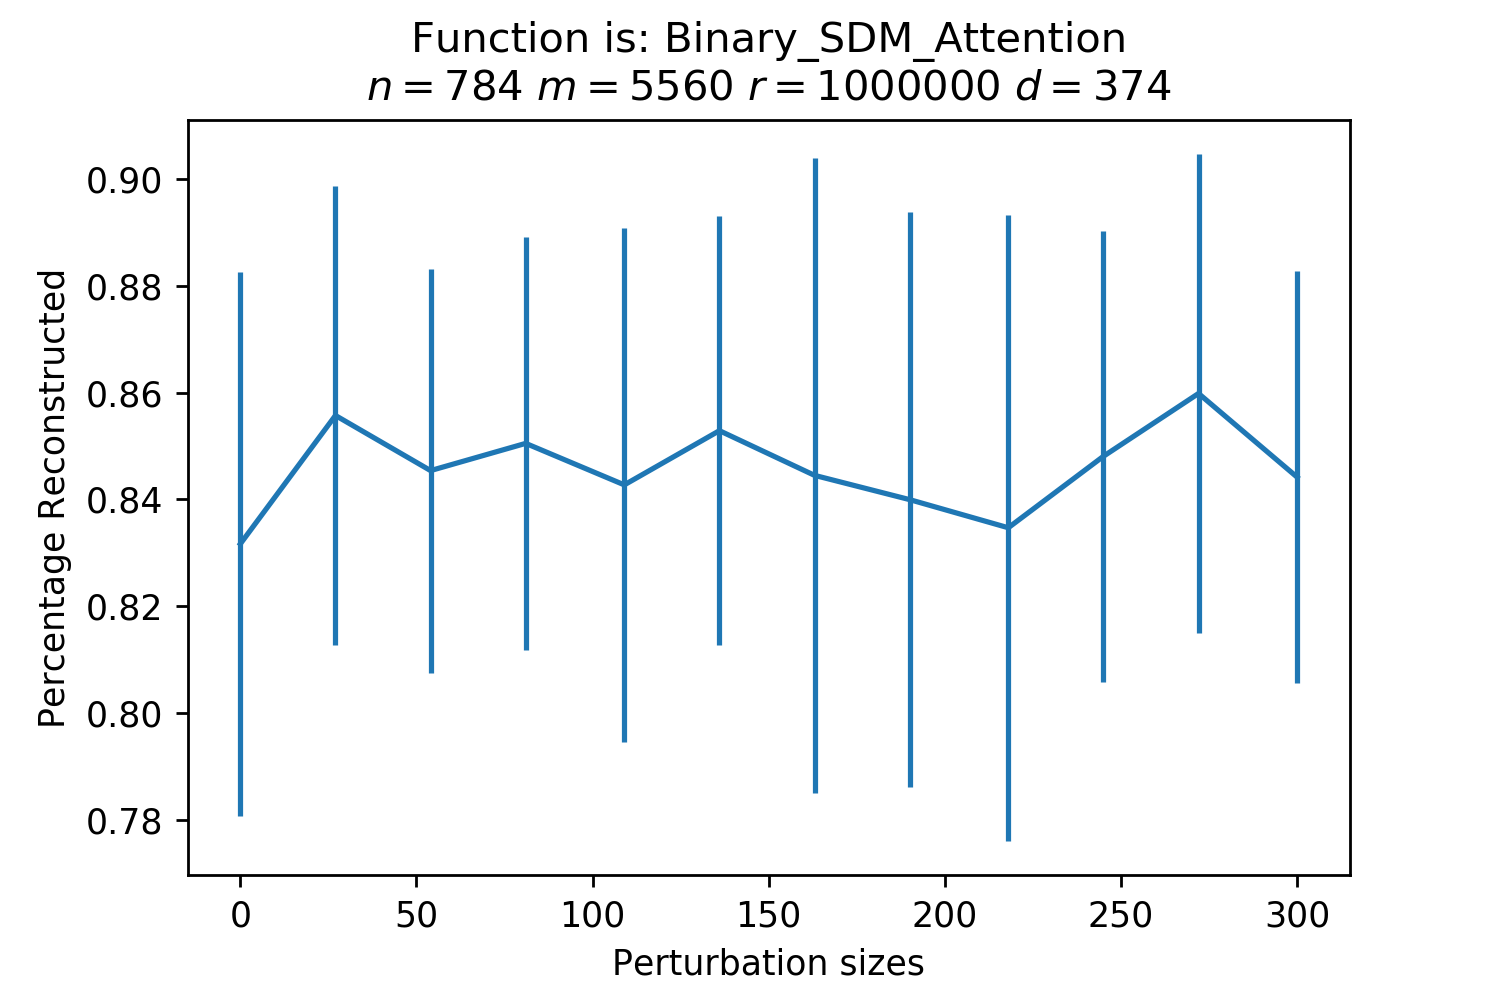 Function is: Binary_SDM_Attention
n = 784 m = 5560 r = 1000000 d = 374
Percentage Reconstructed
0.90
0.88
0.86
0.84
0.82
0.80
0.78
0 50 100 150 200 250 300
Perturbation sizes